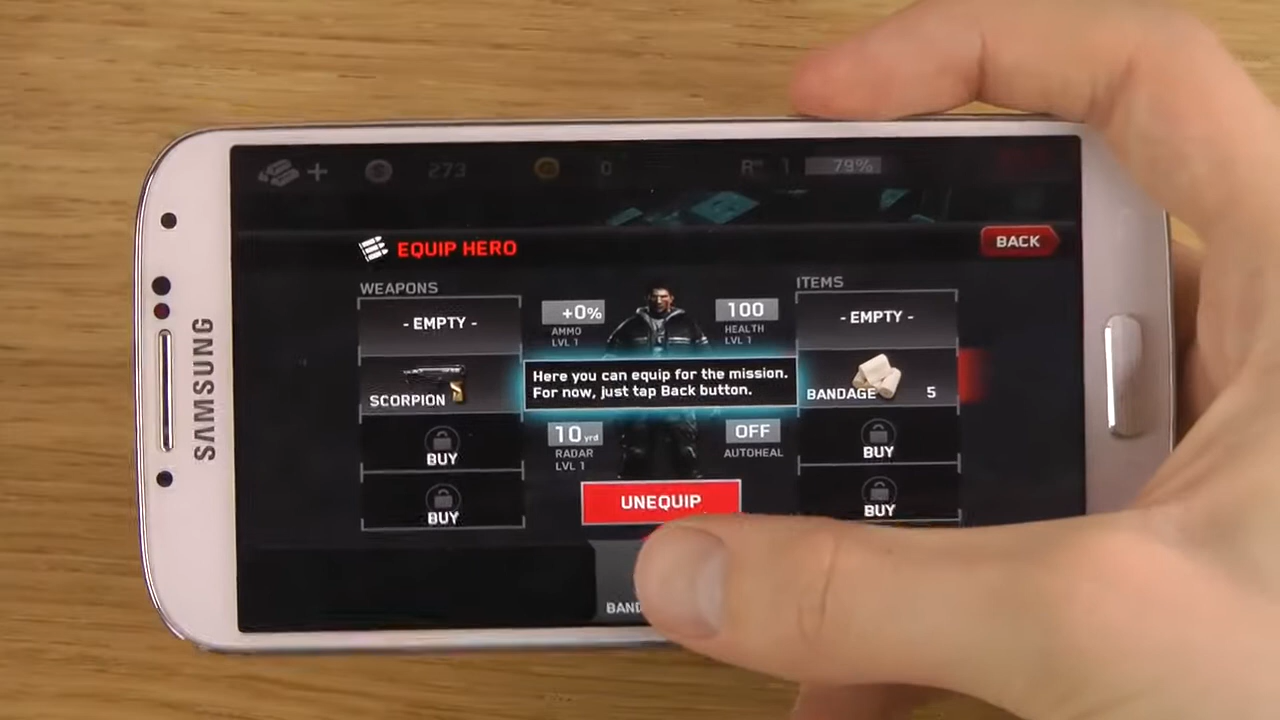 SAMSUNG
273
0
1
79%
EQUIP HERO
BACK
WEAPONS
- EMPTY -
SCORPION
BUY
BUY
+0%
AMMO
LVL 1
100
HEALTH
LVL 1
Here you can equip for the mission.
For now, just tap Back button.
10 yrd
RADAR
LVL 1
OFF
AUTOHEAL
UNEQUIP
ITEMS
- EMPTY -
BANDAGE 5
BUY
BUY